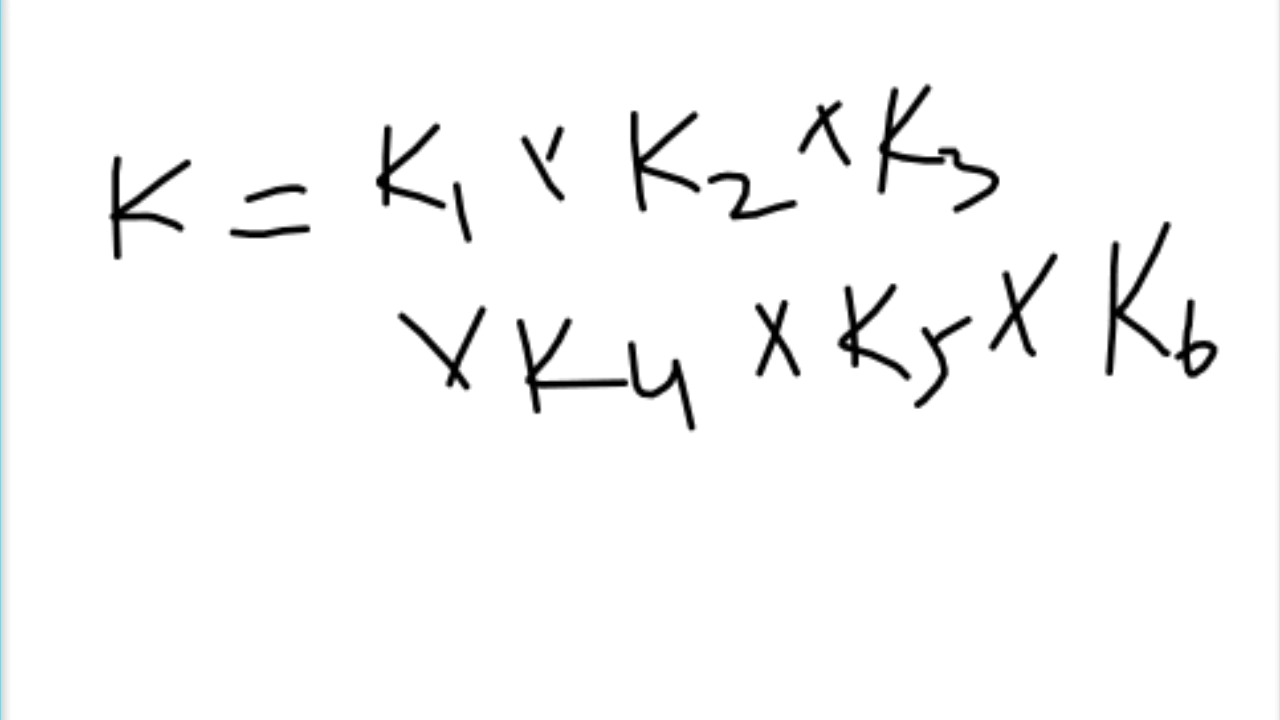 K = K₁ × K₂ × K₃
× K₄ × K₅ × K₆